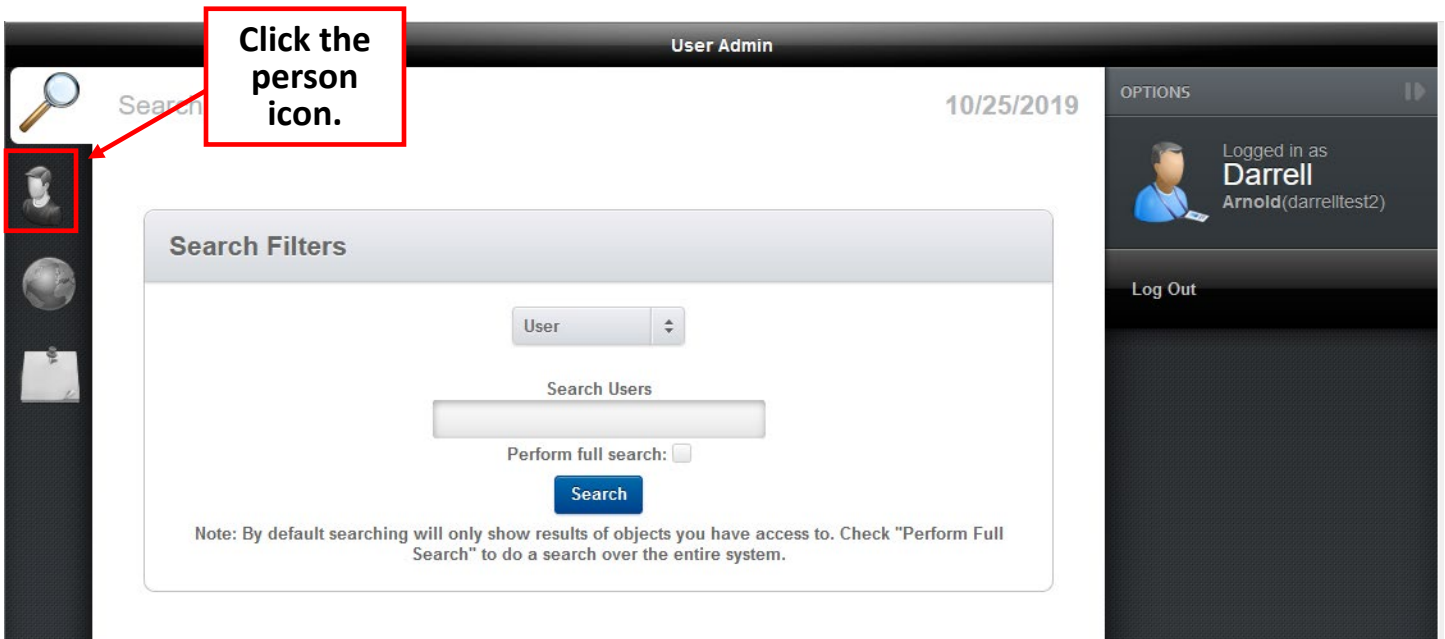 Click the
person
icon.
User Admin
Search
10/25/2019
OPTIONS
Logged in as
Darrell
Arnold(darrelltest2)
Log Out
Search Filters
User
Search Users
Perform full search:
Search
Note: By default searching will only show results of objects you have access to. Check "Perform Full
Search" to do a search over the entire system.